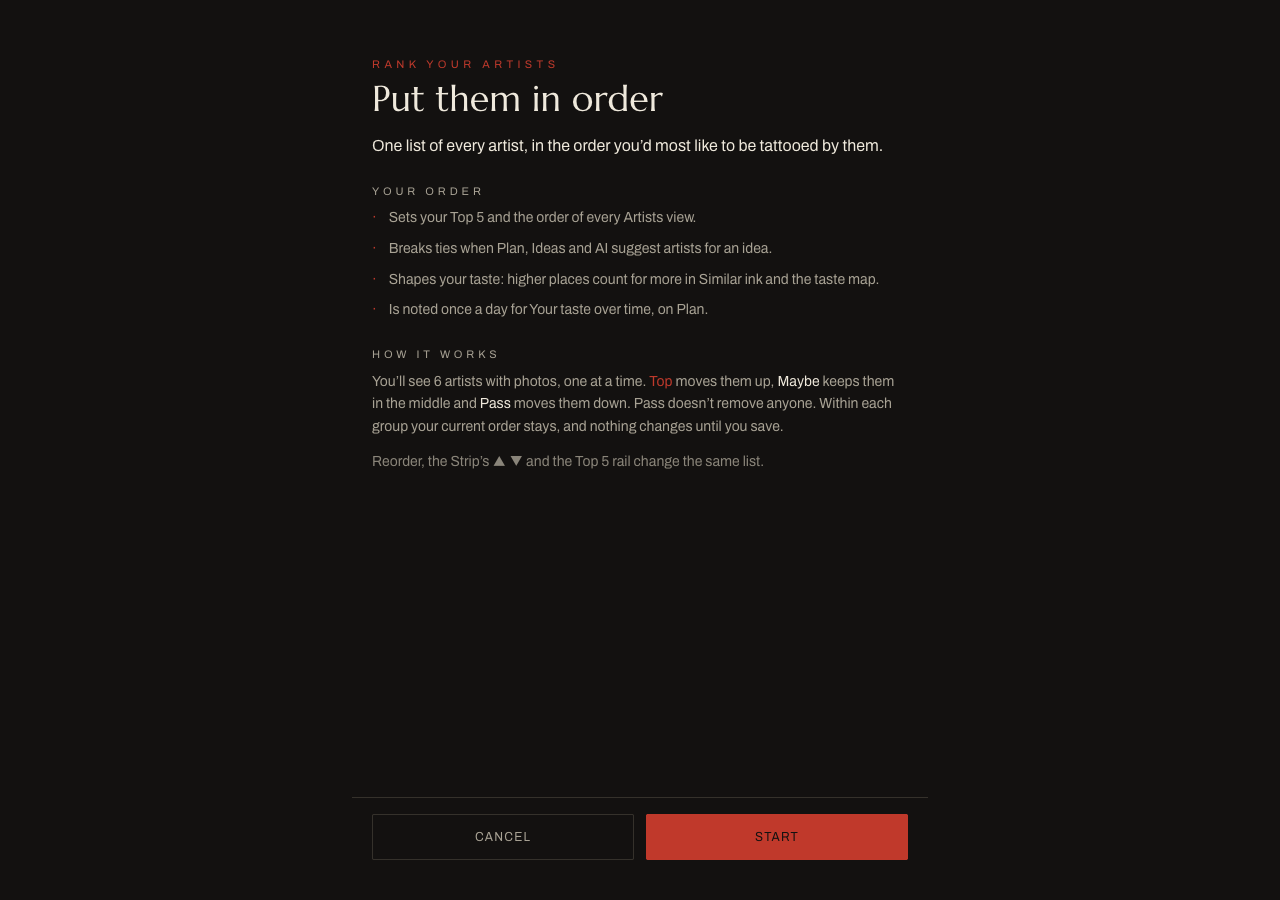 RANK YOUR ARTISTS
Put them in order
One list of every artist, in the order you’d most like to be tattooed by them.
YOUR ORDER
· Sets your Top 5 and the order of every Artists view.
· Breaks ties when Plan, Ideas and AI suggest artists for an idea.
· Shapes your taste: higher places count for more in Similar ink and the taste map.
· Is noted once a day for Your taste over time, on Plan.
HOW IT WORKS
You’ll see 6 artists with photos, one at a time. Top moves them up, Maybe keeps them
in the middle and Pass moves them down. Pass doesn’t remove anyone. Within each
group your current order stays, and nothing changes until you save.
Reorder, the Strip’s ▲ ▼ and the Top 5 rail change the same list.
CANCEL
START